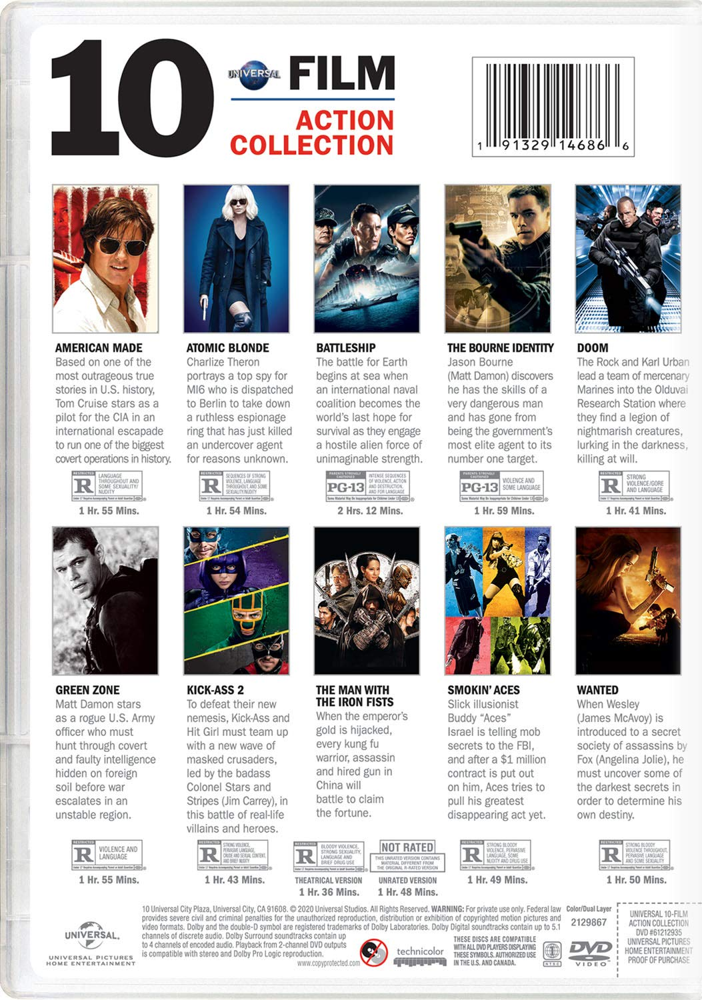 10
UNIVERSAL
FILM
ACTION
COLLECTION
1 91329 14686 6
AMERICAN MADE
Based on one of the
most outrageous true
stories in U.S. history,
Tom Cruise stars as a
pilot for the CIA in an
international escapade
to run one of the biggest
covert operations in history.
RESTRICTED
R
LANGUAGE
THROUGHOUT AND
SOME SEXUALITY/
NUDITY
Under 17 Requires Accompanying Parent or Adult Guardian
1 Hr. 55 Mins.
ATOMIC BLONDE
Charlize Theron
portrays a top spy for
MI6 who is dispatched
to Berlin to take down
a ruthless espionage
ring that has just killed
an undercover agent
for reasons unknown.
RESTRICTED
R
SEQUENCES OF STRONG
VIOLENCE, LANGUAGE
THROUGHOUT, AND SOME
SEXUALITY/NUDITY
Under 17 Requires Accompanying Parent or Adult Guardian
1 Hr. 54 Mins.
BATTLESHIP
The battle for Earth
begins at sea when
an international naval
coalition becomes the
world's last hope for
survival as they engage
a hostile alien force of
unimaginable strength.
PARENTS STRONGLY CAUTIONED
PG-13
INTENSE SEQUENCES
OF VIOLENCE, ACTION
AND DESTRUCTION,
AND FOR LANGUAGE
Some Material May Be Inappropriate for Children Under 13
2 Hrs. 12 Mins.
THE BOURNE IDENTITY
Jason Bourne
(Matt Damon) discovers
he has the skills of a
very dangerous man
and has gone from
being the government's
most elite agent to its
number one target.
PARENTS STRONGLY CAUTIONED
PG-13
VIOLENCE AND
SOME LANGUAGE
Some Material May Be Inappropriate for Children Under 13
1 Hr. 59 Mins.
DOOM
The Rock and Karl Urban
lead a team of mercenary
Marines into the Olduvai
Research Station where
they find a legion of
nightmarish creatures,
lurking in the darkness,
killing at will.
RESTRICTED
R
STRONG
VIOLENCE/GORE
AND LANGUAGE
Under 17 Requires Accompanying Parent or Adult Guardian
1 Hr. 41 Mins.
GREEN ZONE
Matt Damon stars
as a rogue U.S. Army
officer who must
hunt through covert
and faulty intelligence
hidden on foreign
soil before war
escalates in an
unstable region.
RESTRICTED
R
VIOLENCE AND
LANGUAGE
Under 17 Requires Accompanying Parent or Adult Guardian
1 Hr. 55 Mins.
KICK-ASS 2
To defeat their new
nemesis, Kick-Ass and
Hit Girl must team up
with a new wave of
masked crusaders,
led by the badass
Colonel Stars and
Stripes (Jim Carrey), in
this battle of real-life
villains and heroes.
RESTRICTED
R
STRONG VIOLENCE,
PERVASIVE LANGUAGE,
CRUDE AND SEXUAL CONTENT,
AND BRIEF NUDITY
Under 17 Requires Accompanying Parent or Adult Guardian
1 Hr. 43 Mins.
THE MAN WITH
THE IRON FISTS
When the emperor's
gold is hijacked,
every kung fu
warrior, assassin
and hired gun in
China will
battle to claim
the fortune.
RESTRICTED
R
BLOODY VIOLENCE,
STRONG SEXUALITY,
LANGUAGE AND
BRIEF DRUG USE
Under 17 Requires Accompanying Parent or Adult Guardian
THEATRICAL VERSION
1 Hr. 36 Mins.
NOT RATED
THIS UNRATED VERSION CONTAINS
MATERIAL DIFFERENT FROM
THE ORIGINAL R-RATED VERSION
UNRATED VERSION
1 Hr. 48 Mins.
SMOKIN' ACES
Slick illusionist
Buddy "Aces"
Israel is telling mob
secrets to the FBI,
and after a $1 million
contract is put out
on him, Aces tries to
pull his greatest
disappearing act yet.
RESTRICTED
R
STRONG BLOODY
VIOLENCE, PERVASIVE
LANGUAGE, SOME
NUDITY AND DRUG USE
Under 17 Requires Accompanying Parent or Adult Guardian
1 Hr. 49 Mins.
WANTED
When Wesley
(James McAvoy) is
introduced to a secret
society of assassins by
Fox (Angelina Jolie), he
must uncover some of
the darkest secrets in
order to determine his
own destiny.
RESTRICTED
R
STRONG BLOODY
VIOLENCE THROUGHOUT,
PERVASIVE LANGUAGE
AND SOME SEXUALITY
Under 17 Requires Accompanying Parent or Adult Guardian
1 Hr. 50 Mins.
UNIVERSAL
UNIVERSAL PICTURES
HOME ENTERTAINMENT
10 Universal City Plaza, Universal City, CA 91608. © 2020 Universal Studios. All Rights Reserved. WARNING: For private use only. Federal law
provides severe civil and criminal penalties for the unauthorized reproduction, distribution or exhibition of copyrighted motion pictures and
video formats. Dolby and the double-D symbol are registered trademarks of Dolby Laboratories. Dolby Digital soundtracks contain up to 5.1
channels of discrete audio. Dolby Surround soundtracks contain up
to 4 channels of encoded audio. Playback from 2-channel DVD outputs
is compatible with stereo and Dolby Pro Logic reproduction.
www.copyprotected.com
technicolor
THESE DISCS ARE COMPATIBLE
WITH ALL DVD PLAYERS DISPLAYING
THESE SYMBOLS. AUTHORIZED USE
IN THE U.S. AND CANADA.
Color/Dual Layer
2129867
1
NTSC
DVD
VIDEO™
UNIVERSAL 10-FILM
ACTION COLLECTION
DVD #61212935
UNIVERSAL PICTURES
HOME ENTERTAINMENT
PROOF OF PURCHASE